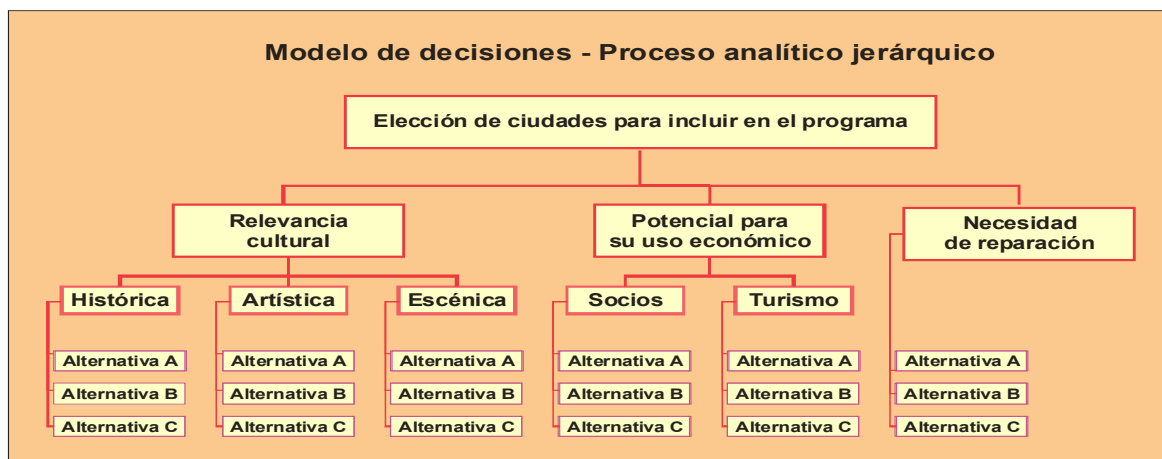 Modelo de decisiones - Proceso analítico jerárquico
Elección de ciudades para incluir en el programa
Relevancia
cultural
Potencial para
su uso económico
Necesidad
de reparación
Histórica
Artística
Escénica
Socios
Turismo
Alternativa A
Alternativa A
Alternativa A
Alternativa A
Alternativa A
Alternativa A
Alternativa B
Alternativa B
Alternativa B
Alternativa B
Alternativa B
Alternativa B
Alternativa C
Alternativa C
Alternativa C
Alternativa C
Alternativa C
Alternativa C